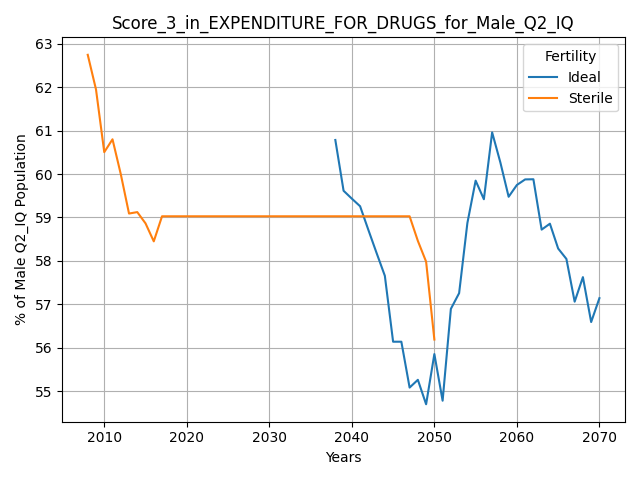 Score_3_in_EXPENDITURE_FOR_DRUGS_for_Male_Q2_IQ
% of Male Q2_IQ Population
63
62
61
60
59
58
57
56
55
Fertility
Ideal
Sterile
2010 2020 2030 2040 2050 2060 2070
Years